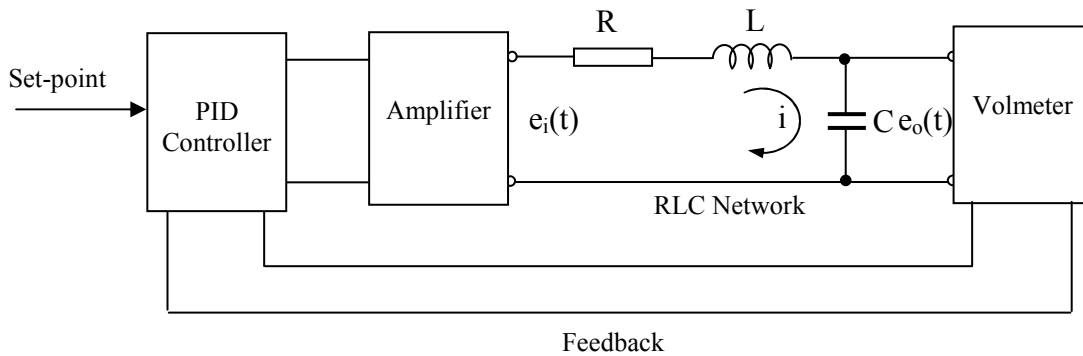 Set-point
PID
Controller
Amplifier
R
L
eᵢ(t)
i
C
eₒ(t)
Volmeter
RLC Network
Feedback